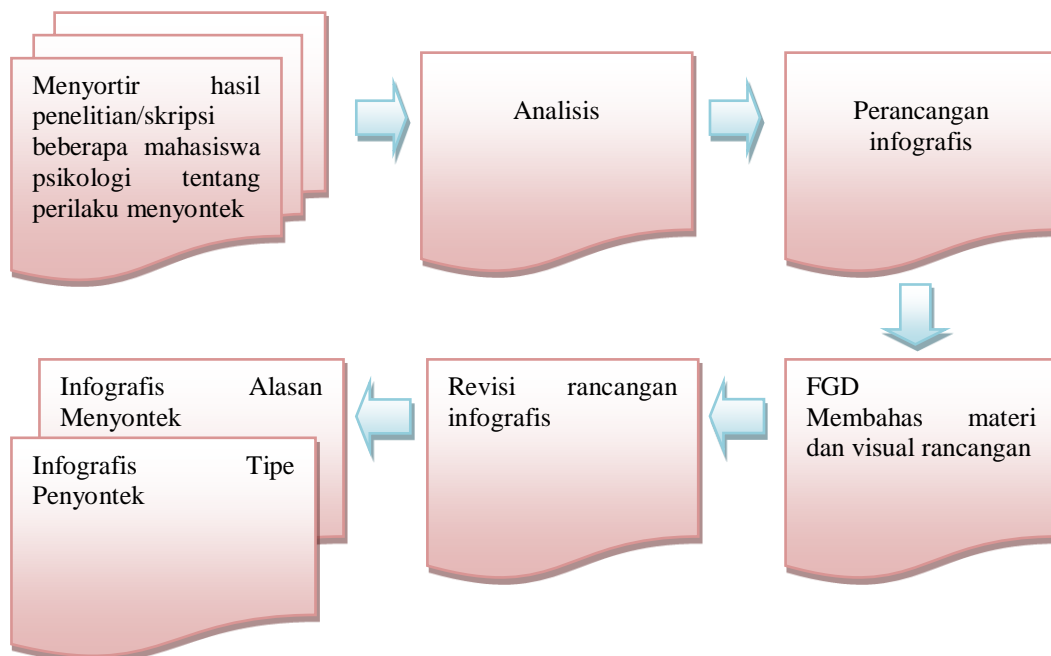 Menyortir hasil
penelitian/skripsi
beberapa mahasiswa
psikologi tentang
perilaku menyontek
Analisis
Perancangan
infografis
FGD
Membahas materi
dan visual rancangan
Revisi rancangan
infografis
Infografis Alasan
Menyontek
Infografis Tipe
Penyontek